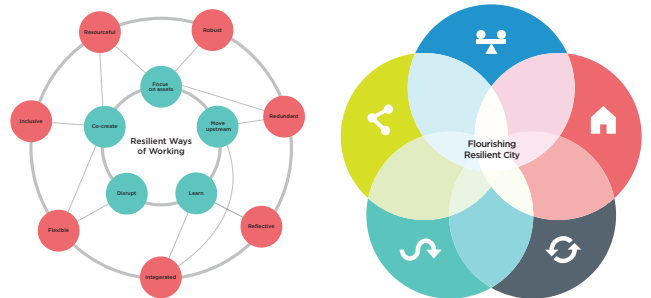 Resourceful
Robust
Focus
on assets
Inclusive
Co-create
Move
upstream
Redundant
Resilient Ways
of Working
Disrupt
Learn
Flexible
Reflective
Integerated
Flourishing
Resilient City